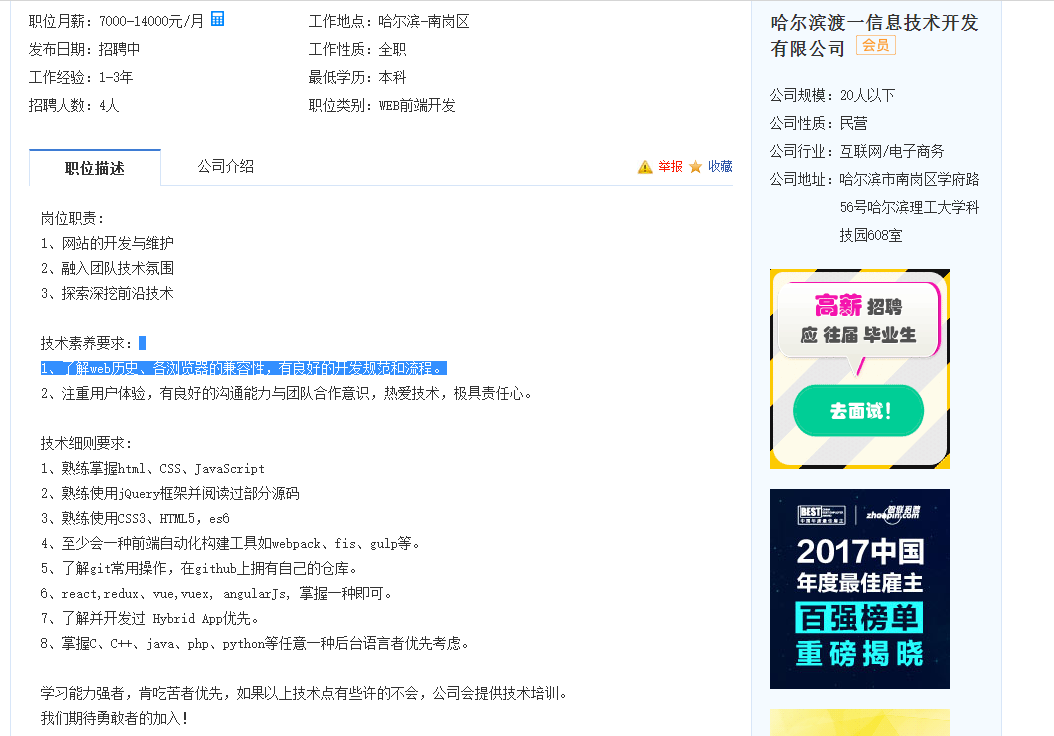 职位月薪：7000-14000元/月
工作地点：哈尔滨-南岗区
发布日期：招聘中
工作性质：全职
工作经验：1-3年
最低学历：本科
招聘人数：4人
职位类别：WEB前端开发
职位描述
公司介绍
举报
收藏
岗位职责：
1、网站的开发与维护
2、融入团队技术氛围
3、探索深挖前沿技术
技术素养要求：
1、了解web历史、各浏览器的兼容性，有良好的开发规范和流程。
2、注重用户体验，有良好的沟通能力与团队合作意识，热爱技术，极具责任心。
技术细则要求：
1、熟练掌握html、CSS、JavaScript
2、熟练使用jQuery框架并阅读过部分源码
3、熟练使用CSS3、HTML5，es6
4、至少会一种前端自动化构建工具如webpack、fis、gulp等。
5、了解git常用操作，在github上拥有自己的仓库。
6、react,redux、vue,vuex, angularJs, 掌握一种即可。
7、了解并开发过 Hybrid App优先。
8、掌握C、C++、java、php、python等任意一种后台语言者优先考虑。
学习能力强者，肯吃苦者优先，如果以上技术点有些许的不会，公司会提供技术培训。
我们期待勇敢者的加入！
哈尔滨渡一信息技术开发
有限公司 会员
公司规模：20人以下
公司性质：民营
公司行业：互联网/电子商务
公司地址：哈尔滨市南岗区学府路
56号哈尔滨理工大学科
技园608室
高薪 招聘
应 往届 毕业生
去面试！
BEST
智联招聘
zhaopin.com
2017中国
年度最佳雇主
百强榜单
重磅揭晓